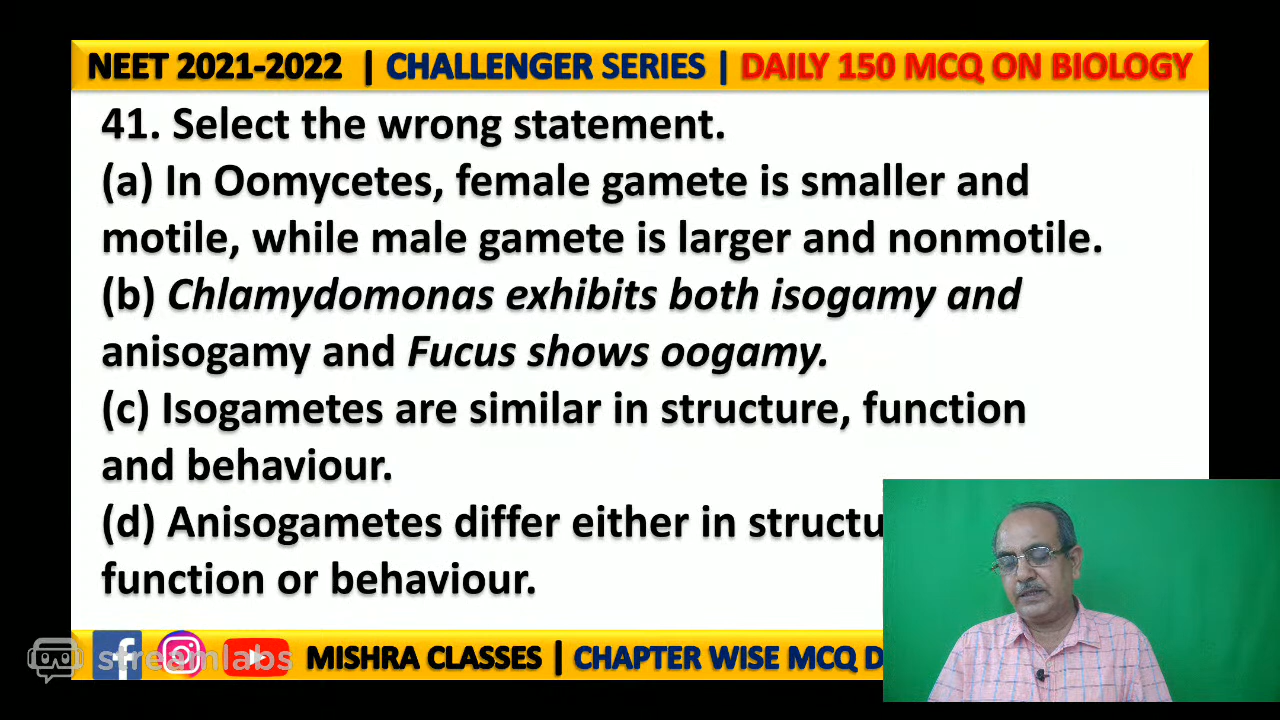 NEET 2021-2022 | CHALLENGER SERIES | DAILY 150 MCQ ON BIOLOGY
41. Select the wrong statement.
(a) In Oomycetes, female gamete is smaller and
motile, while male gamete is larger and nonmotile.
(b) Chlamydomonas exhibits both isogamy and
anisogamy and Fucus shows oogamy.
(c) Isogametes are similar in structure, function
and behaviour.
(d) Anisogametes differ either in
function or behaviour.
streamlabs
MISHRA CLASSES | CHAPTER WISE MCQ